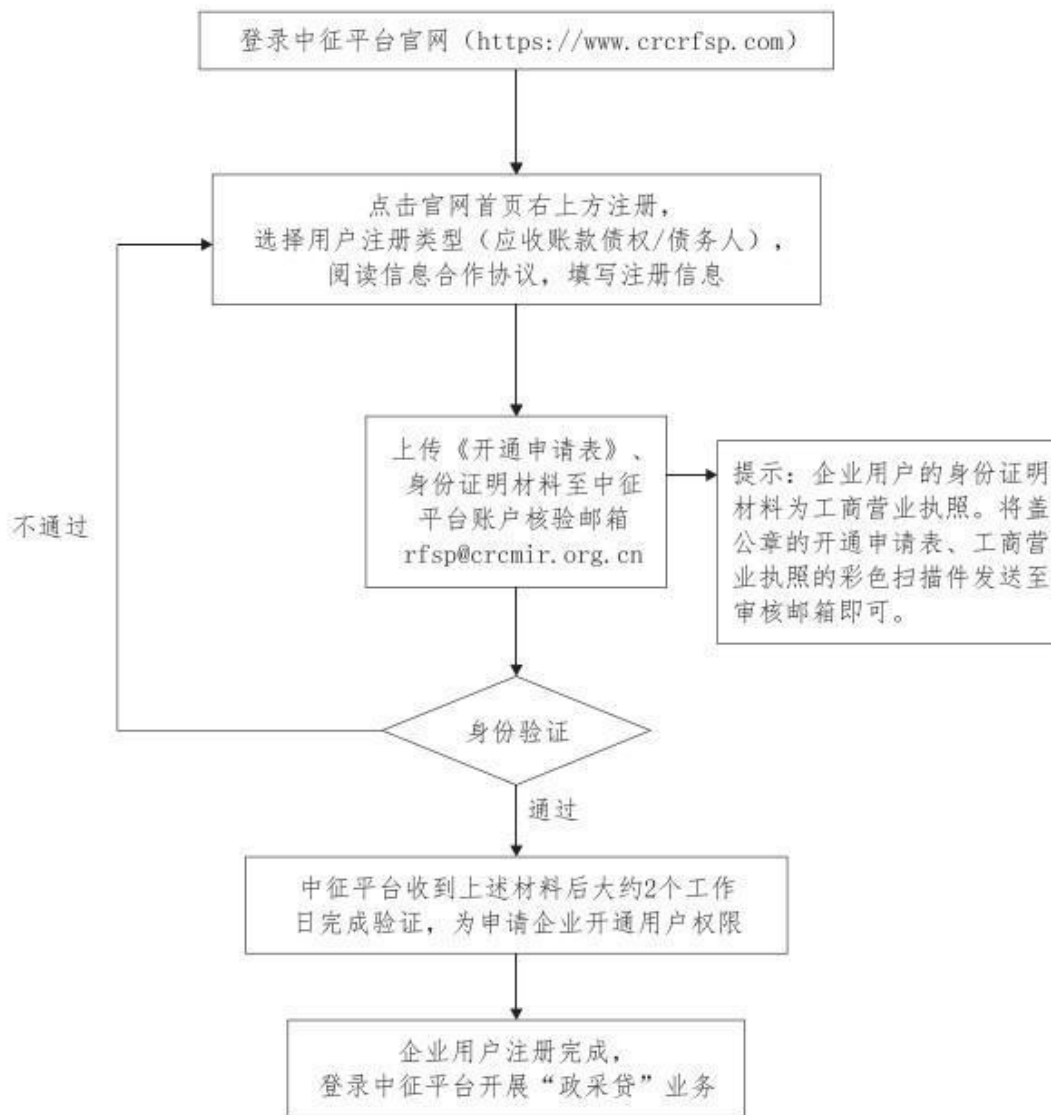 登录中征平台官网（https://www.crcrfsp.com）
点击官网首页右上方注册，
选择用户注册类型（应收账款债权/债务人），
阅读信息合作协议，填写注册信息
上传《开通申请表》、
身份证明材料至中征
平台账户核验邮箱
rfsp@crcmir.org.cn
提示：企业用户的身份证明
材料为工商营业执照。将盖
公章的开通申请表、工商营
业执照的彩色扫描件发送至
审核邮箱即可。
不通过
身份验证
通过
中征平台收到上述材料后大约2个工作
日完成验证，为申请企业开通用户权限
企业用户注册完成，
登录中征平台开展“政采贷”业务